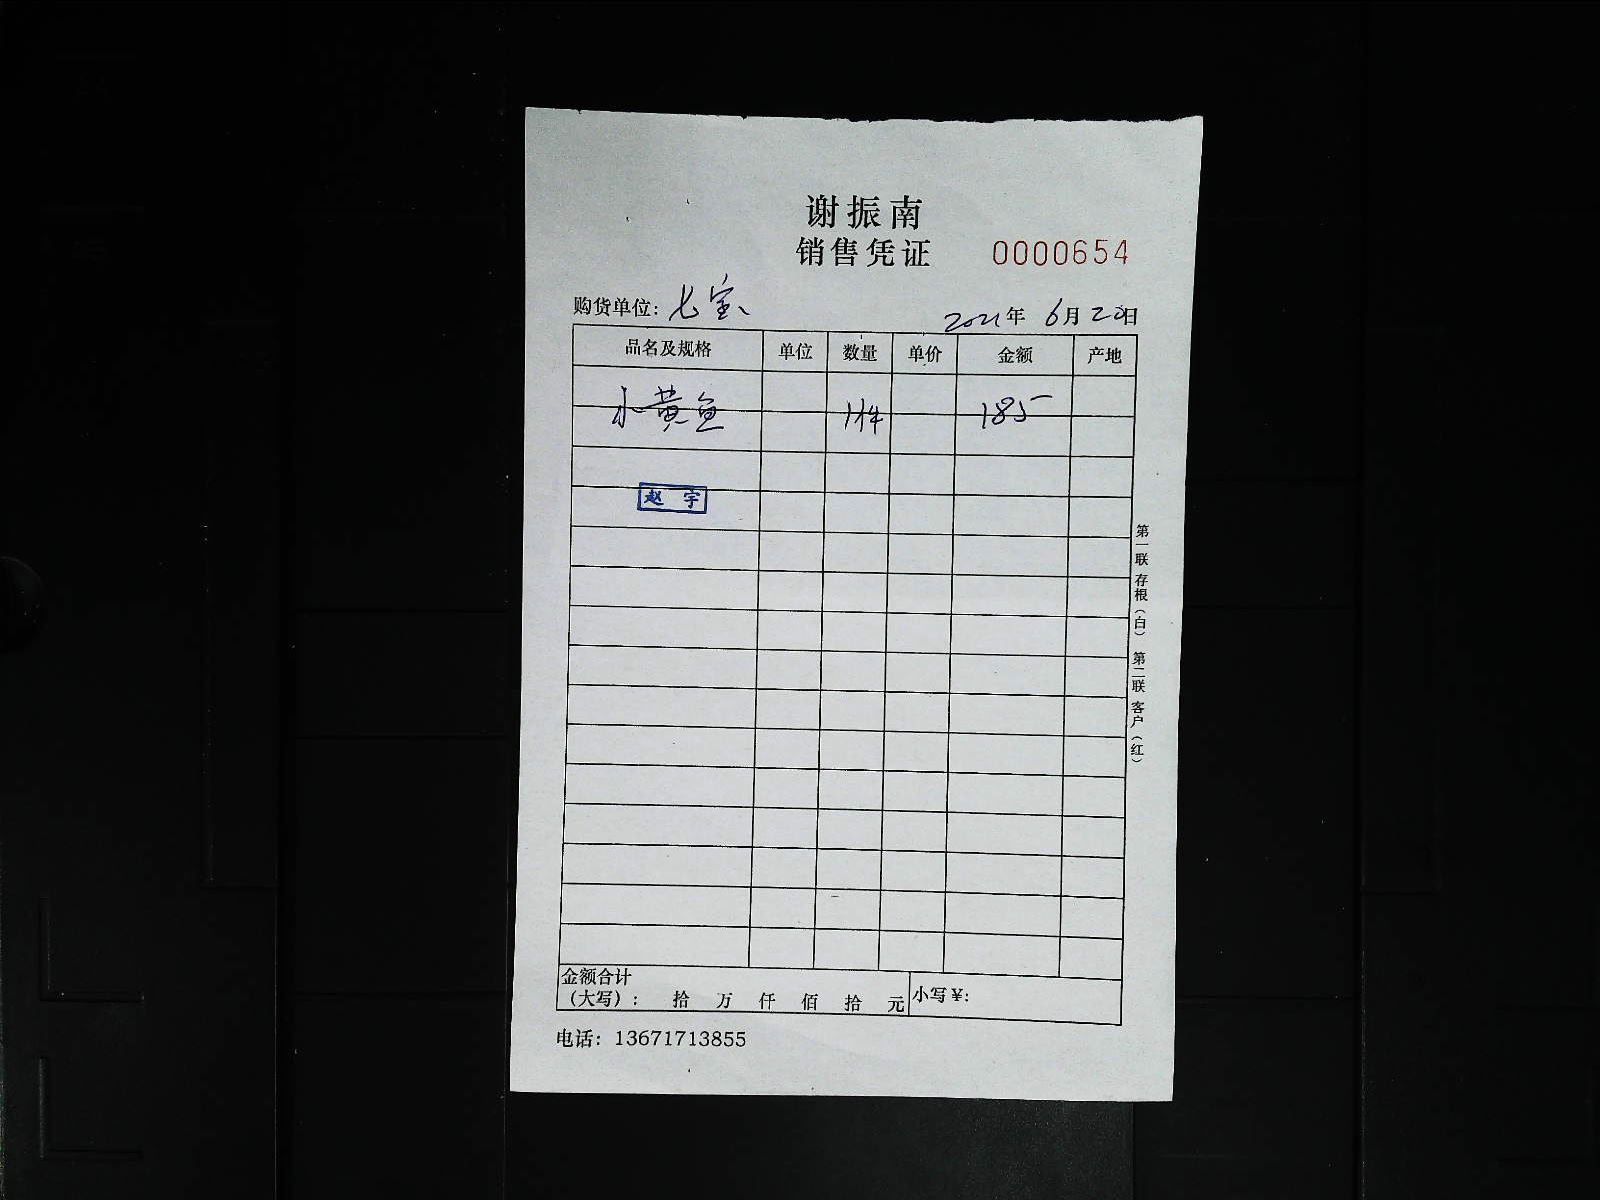 谢振南
销售凭证 0000654
购货单位：七宝 2021年 6月20日
品名及规格 单位 数量 单价 金额 产地
小黄鱼 1件 185
赵 宇
第一联 存根（白） 第二联 客户（红）
金额合计
（大写）： 拾 万 仟 佰 拾 元 小写¥：
电话：13671713855